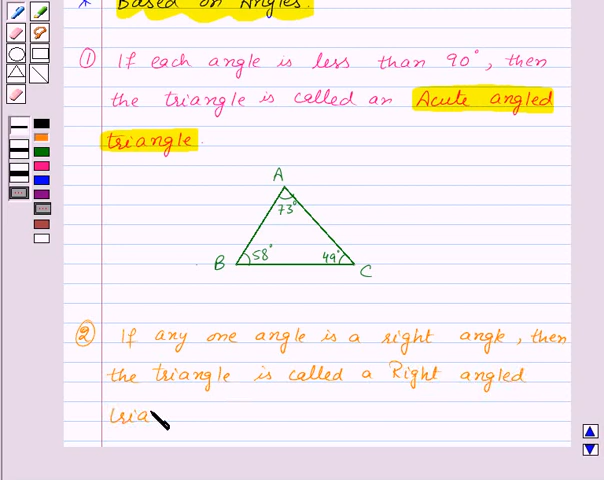 * Based on Angles.
① If each angle is less than 90°, then
the triangle is called an Acute angled
triangle.
A
73°
B 58° 49° C
② If any one angle is a right angle, then
the triangle is called a Right angled
tria